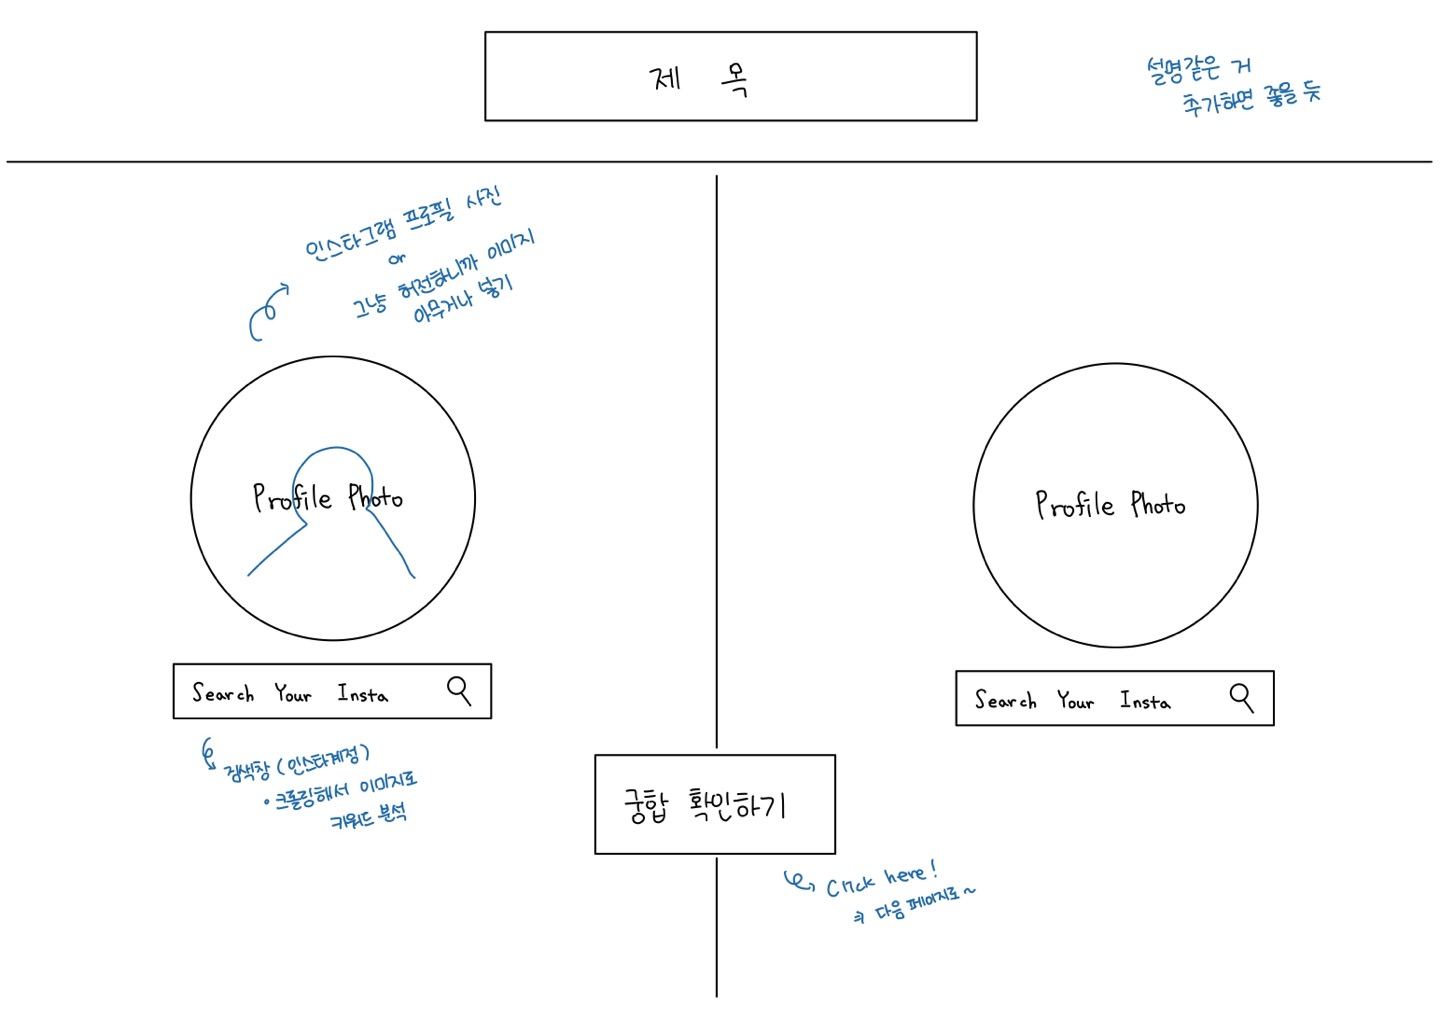 제 목
설명같은 거
추가하면 좋을 듯
인스타그램 프로필 사진
or
그냥 허전하니까 이미지
아무거나 넣기
Profile Photo
Profile Photo
Search Your Insta
Search Your Insta
검색창 (인스타계정)
• 크롤링해서 이미지로
키워드 분석
궁합 확인하기
Click here!
⇒ 다음 페이지로~